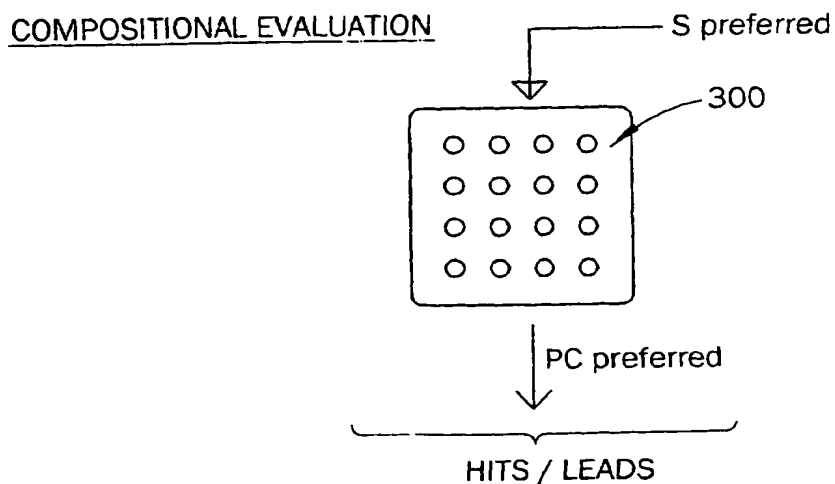 COMPOSITIONAL EVALUATION
S preferred
300
PC preferred
HITS / LEADS